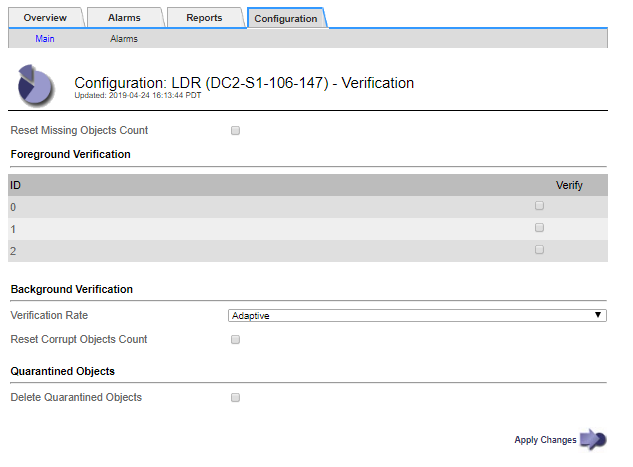 Overview Alarms Reports Configuration
Main Alarms
Configuration: LDR (DC2-S1-106-147) - Verification
Updated: 2019-04-24 16:13:44 PDT
Reset Missing Objects Count
Foreground Verification
ID Verify
0
1
2
Background Verification
Verification Rate Adaptive
Reset Corrupt Objects Count
Quarantined Objects
Delete Quarantined Objects
Apply Changes